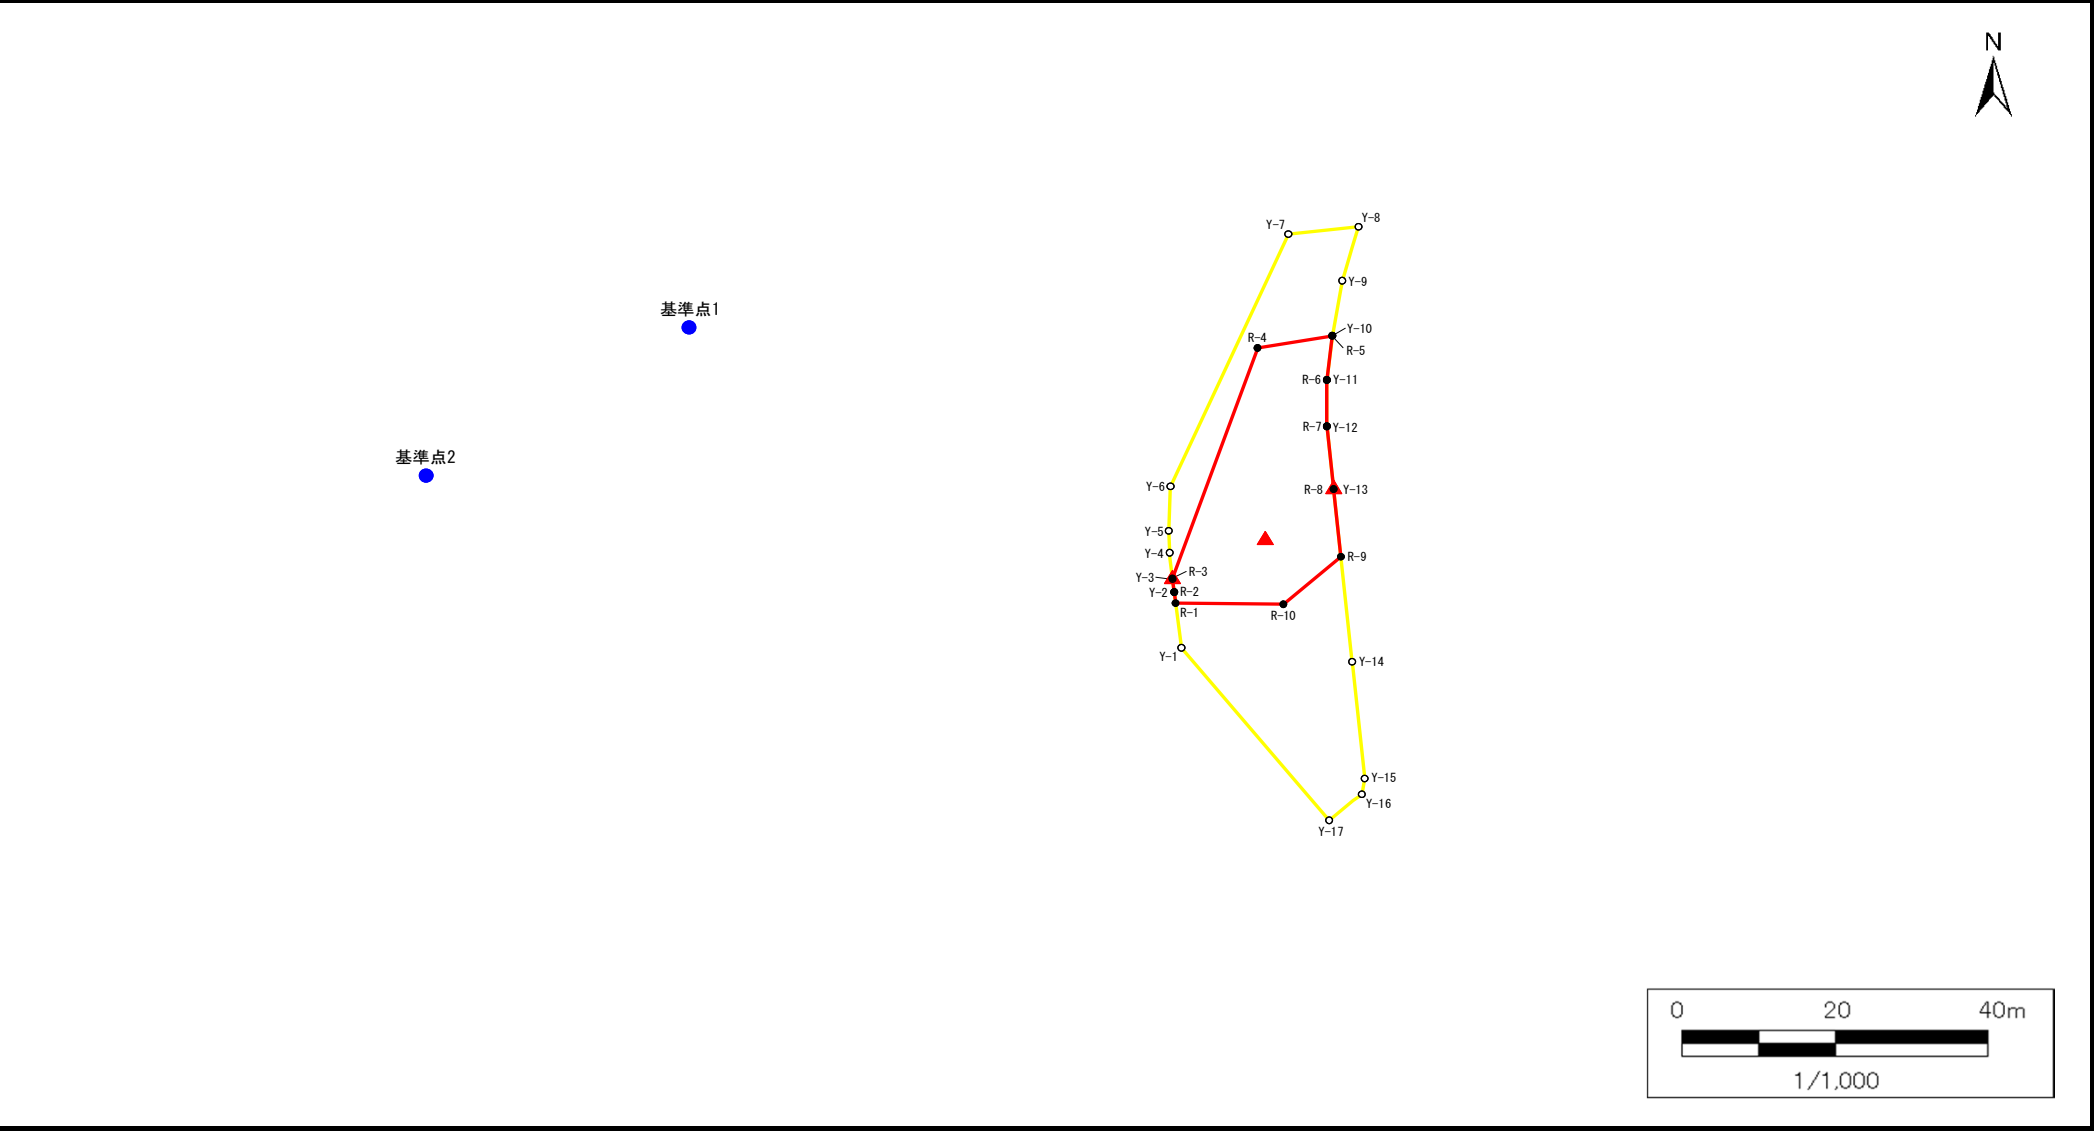 N
Y-8
Y-7
Y-9
基準点1
Y-10
R-4
R-5
R-6
Y-11
R-7
Y-12
基準点2
Y-6
R-8
Y-13
Y-5
Y-4
R-9
R-3
Y-3
Y-2
R-2
R-1
R-10
Y-1
Y-14
Y-15
Y-16
Y-17
0 20 40m
1/1,000